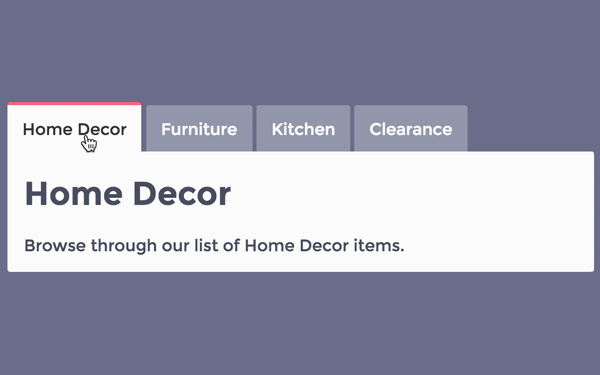 Home Decor Furniture Kitchen Clearance
Home Decor
Browse through our list of Home Decor items.